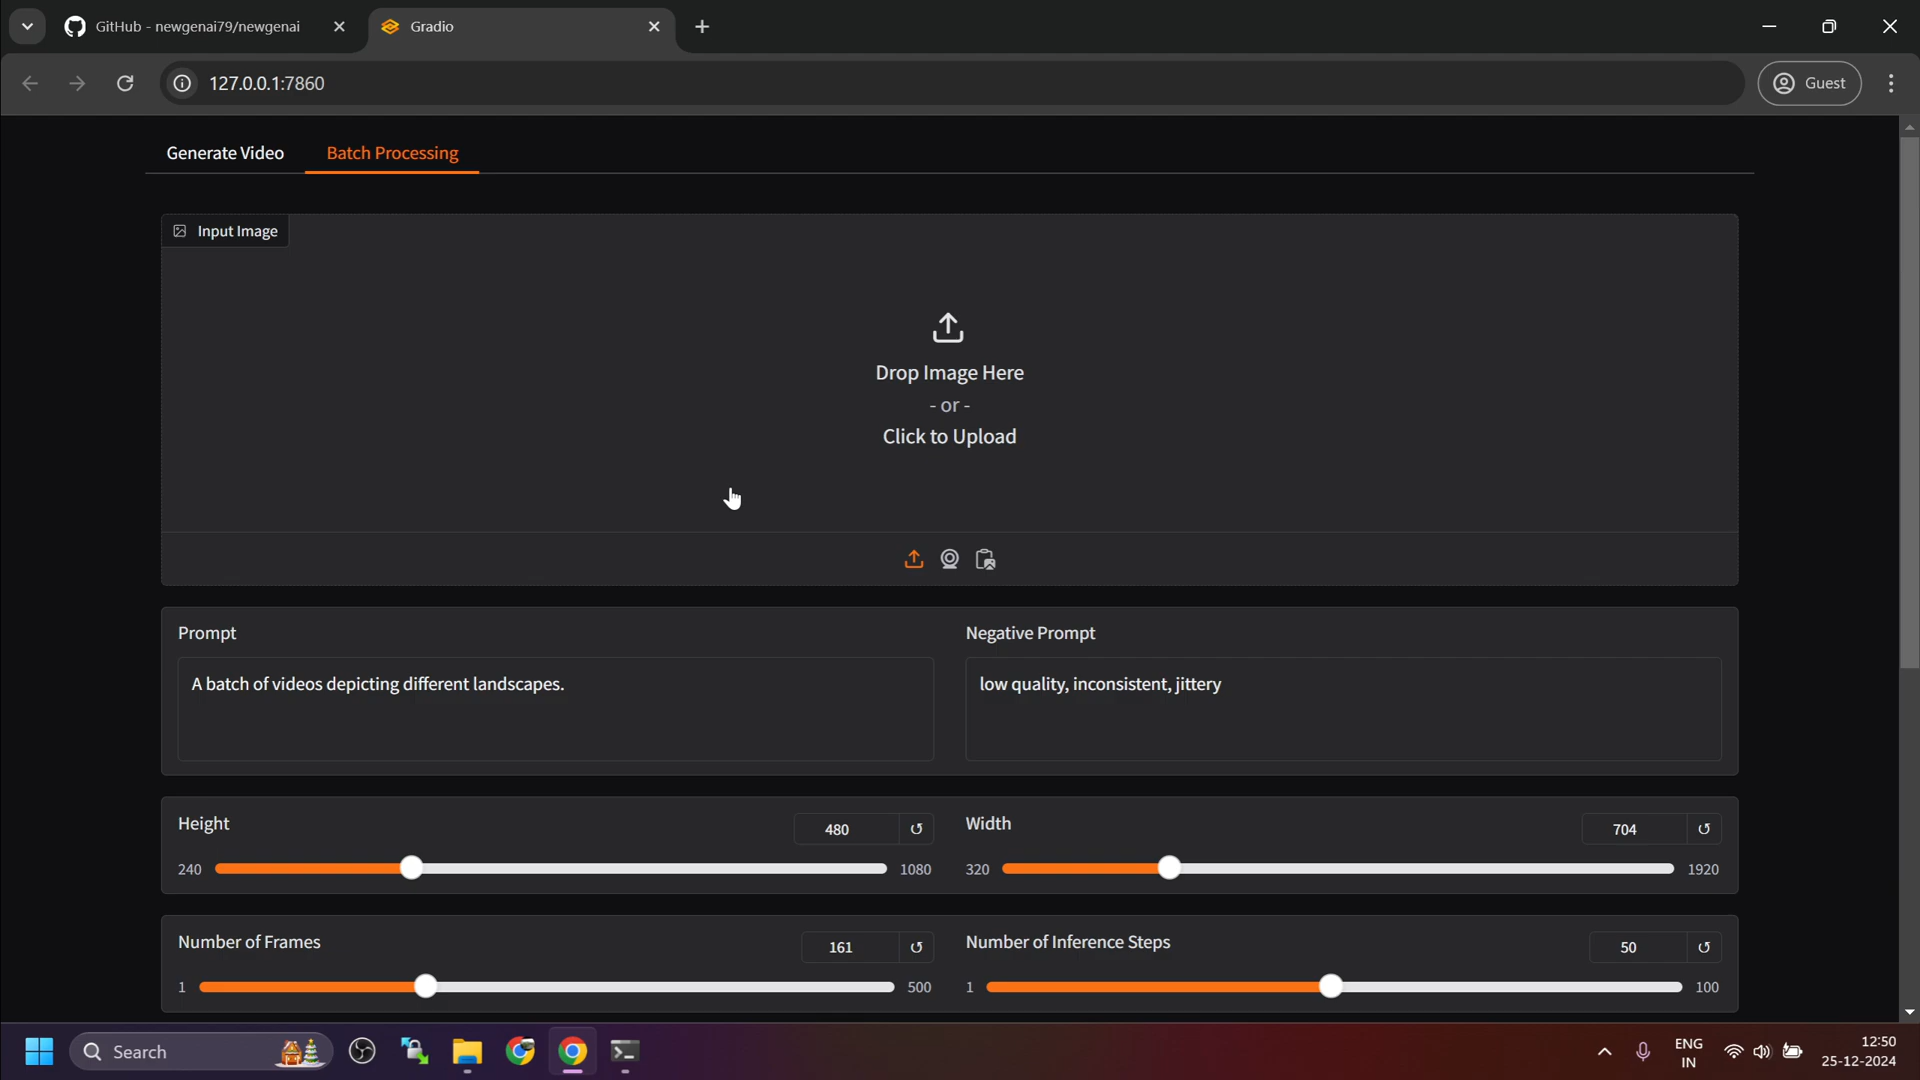 GitHub - newgenai79/newgenai
Gradio
127.0.0.1:7860
Guest
Generate Video
Batch Processing
Input Image
Drop Image Here
- or -
Click to Upload
Prompt
Negative Prompt
A batch of videos depicting different landscapes.
low quality, inconsistent, jittery
Height
480
Width
704
240
1080
320
1920
Number of Frames
161
Number of Inference Steps
50
1
500
1
100
Search
ENG
IN
12:50
25-12-2024